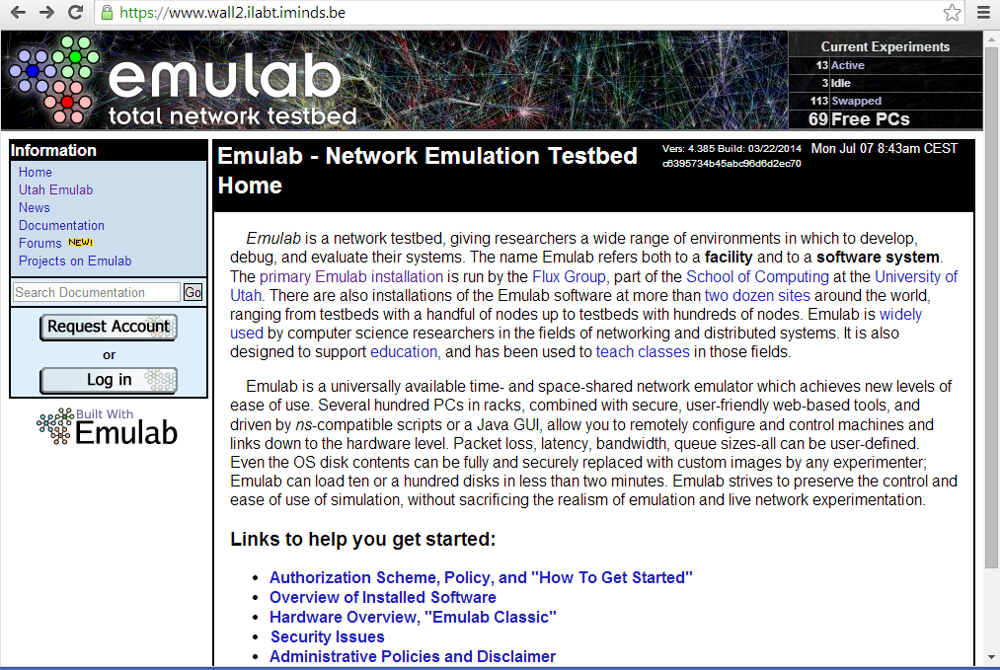 https://www.wall2.ilabt.iminds.be
emulab
total network testbed
Current Experiments
13 Active
3 Idle
113 Swapped
69 Free PCs
Information
Home
Utah Emulab
News
Documentation
Forums NEW!
Projects on Emulab
Search Documentation Go
Request Account
or
Log in
Built With
Emulab
Emulab - Network Emulation Testbed
Home
Vers: 4.385 Build: 03/22/2014
c6395734b45abc96d6d2ec70
Mon Jul 07 8:43am CEST
Emulab is a network testbed, giving researchers a wide range of environments in which to develop,
debug, and evaluate their systems. The name Emulab refers both to a facility and to a software system.
The primary Emulab installation is run by the Flux Group, part of the School of Computing at the University of
Utah. There are also installations of the Emulab software at more than two dozen sites around the world,
ranging from testbeds with a handful of nodes up to testbeds with hundreds of nodes. Emulab is widely
used by computer science researchers in the fields of networking and distributed systems. It is also
designed to support education, and has been used to teach classes in those fields.
Emulab is a universally available time- and space-shared network emulator which achieves new levels of
ease of use. Several hundred PCs in racks, combined with secure, user-friendly web-based tools, and
driven by ns-compatible scripts or a Java GUI, allow you to remotely configure and control machines and
links down to the hardware level. Packet loss, latency, bandwidth, queue sizes-all can be user-defined.
Even the OS disk contents can be fully and securely replaced with custom images by any experimenter;
Emulab can load ten or a hundred disks in less than two minutes. Emulab strives to preserve the control and
ease of use of simulation, without sacrificing the realism of emulation and live network experimentation.
Links to help you get started:
• Authorization Scheme, Policy, and "How To Get Started"
• Overview of Installed Software
• Hardware Overview, "Emulab Classic"
• Security Issues
• Administrative Policies and Disclaimer